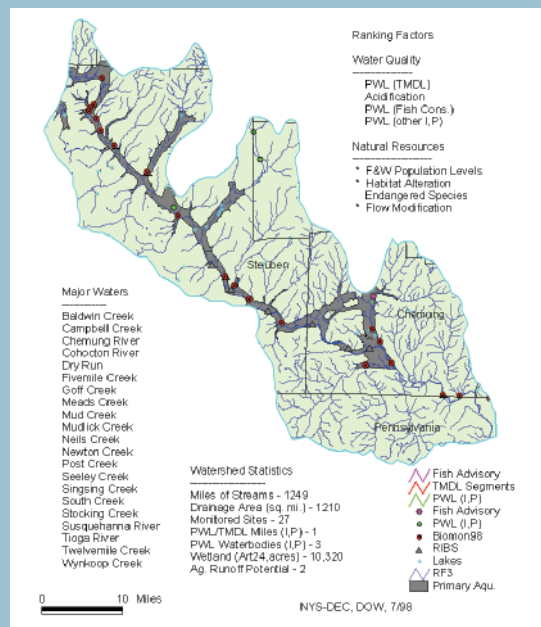 Ranking Factors
Water Quality
PWL (TMDL)
Acidification
PWL (Fish Cons.)
PWL (other I,P)
Natural Resources
* F&W Population Levels
* Habitat Alteration
Endangered Species
* Flow Modification
Steuben
Chemung
Pennsylvania
Major Waters
Baldwin Creek
Campbell Creek
Chemung River
Cohocton River
Dry Run
Fivemile Creek
Goff Creek
Meads Creek
Mud Creek
Mudlick Creek
Neils Creek
Newton Creek
Post Creek
Seeley Creek
Singsing Creek
South Creek
Stocking Creek
Susquehanna River
Tioga River
Twelvemile Creek
Wynkoop Creek
Watershed Statistics
Miles of Streams - 1249
Drainage Area (sq. mi.) - 1210
Monitored Sites - 27
PWL/TMDL Miles (I,P) - 1
PWL Waterbodies (I,P) - 3
Wetland (Art24,acres) - 10,320
Ag. Runoff Potential - 2
Fish Advisory
TMDL Segments
PWL (I,P)
Fish Advisory
PWL (I,P)
Biomon98
RIBS
Lakes
RF3
Primary Aqu.
0 10 Miles
NYS-DEC, DOW, 7/98